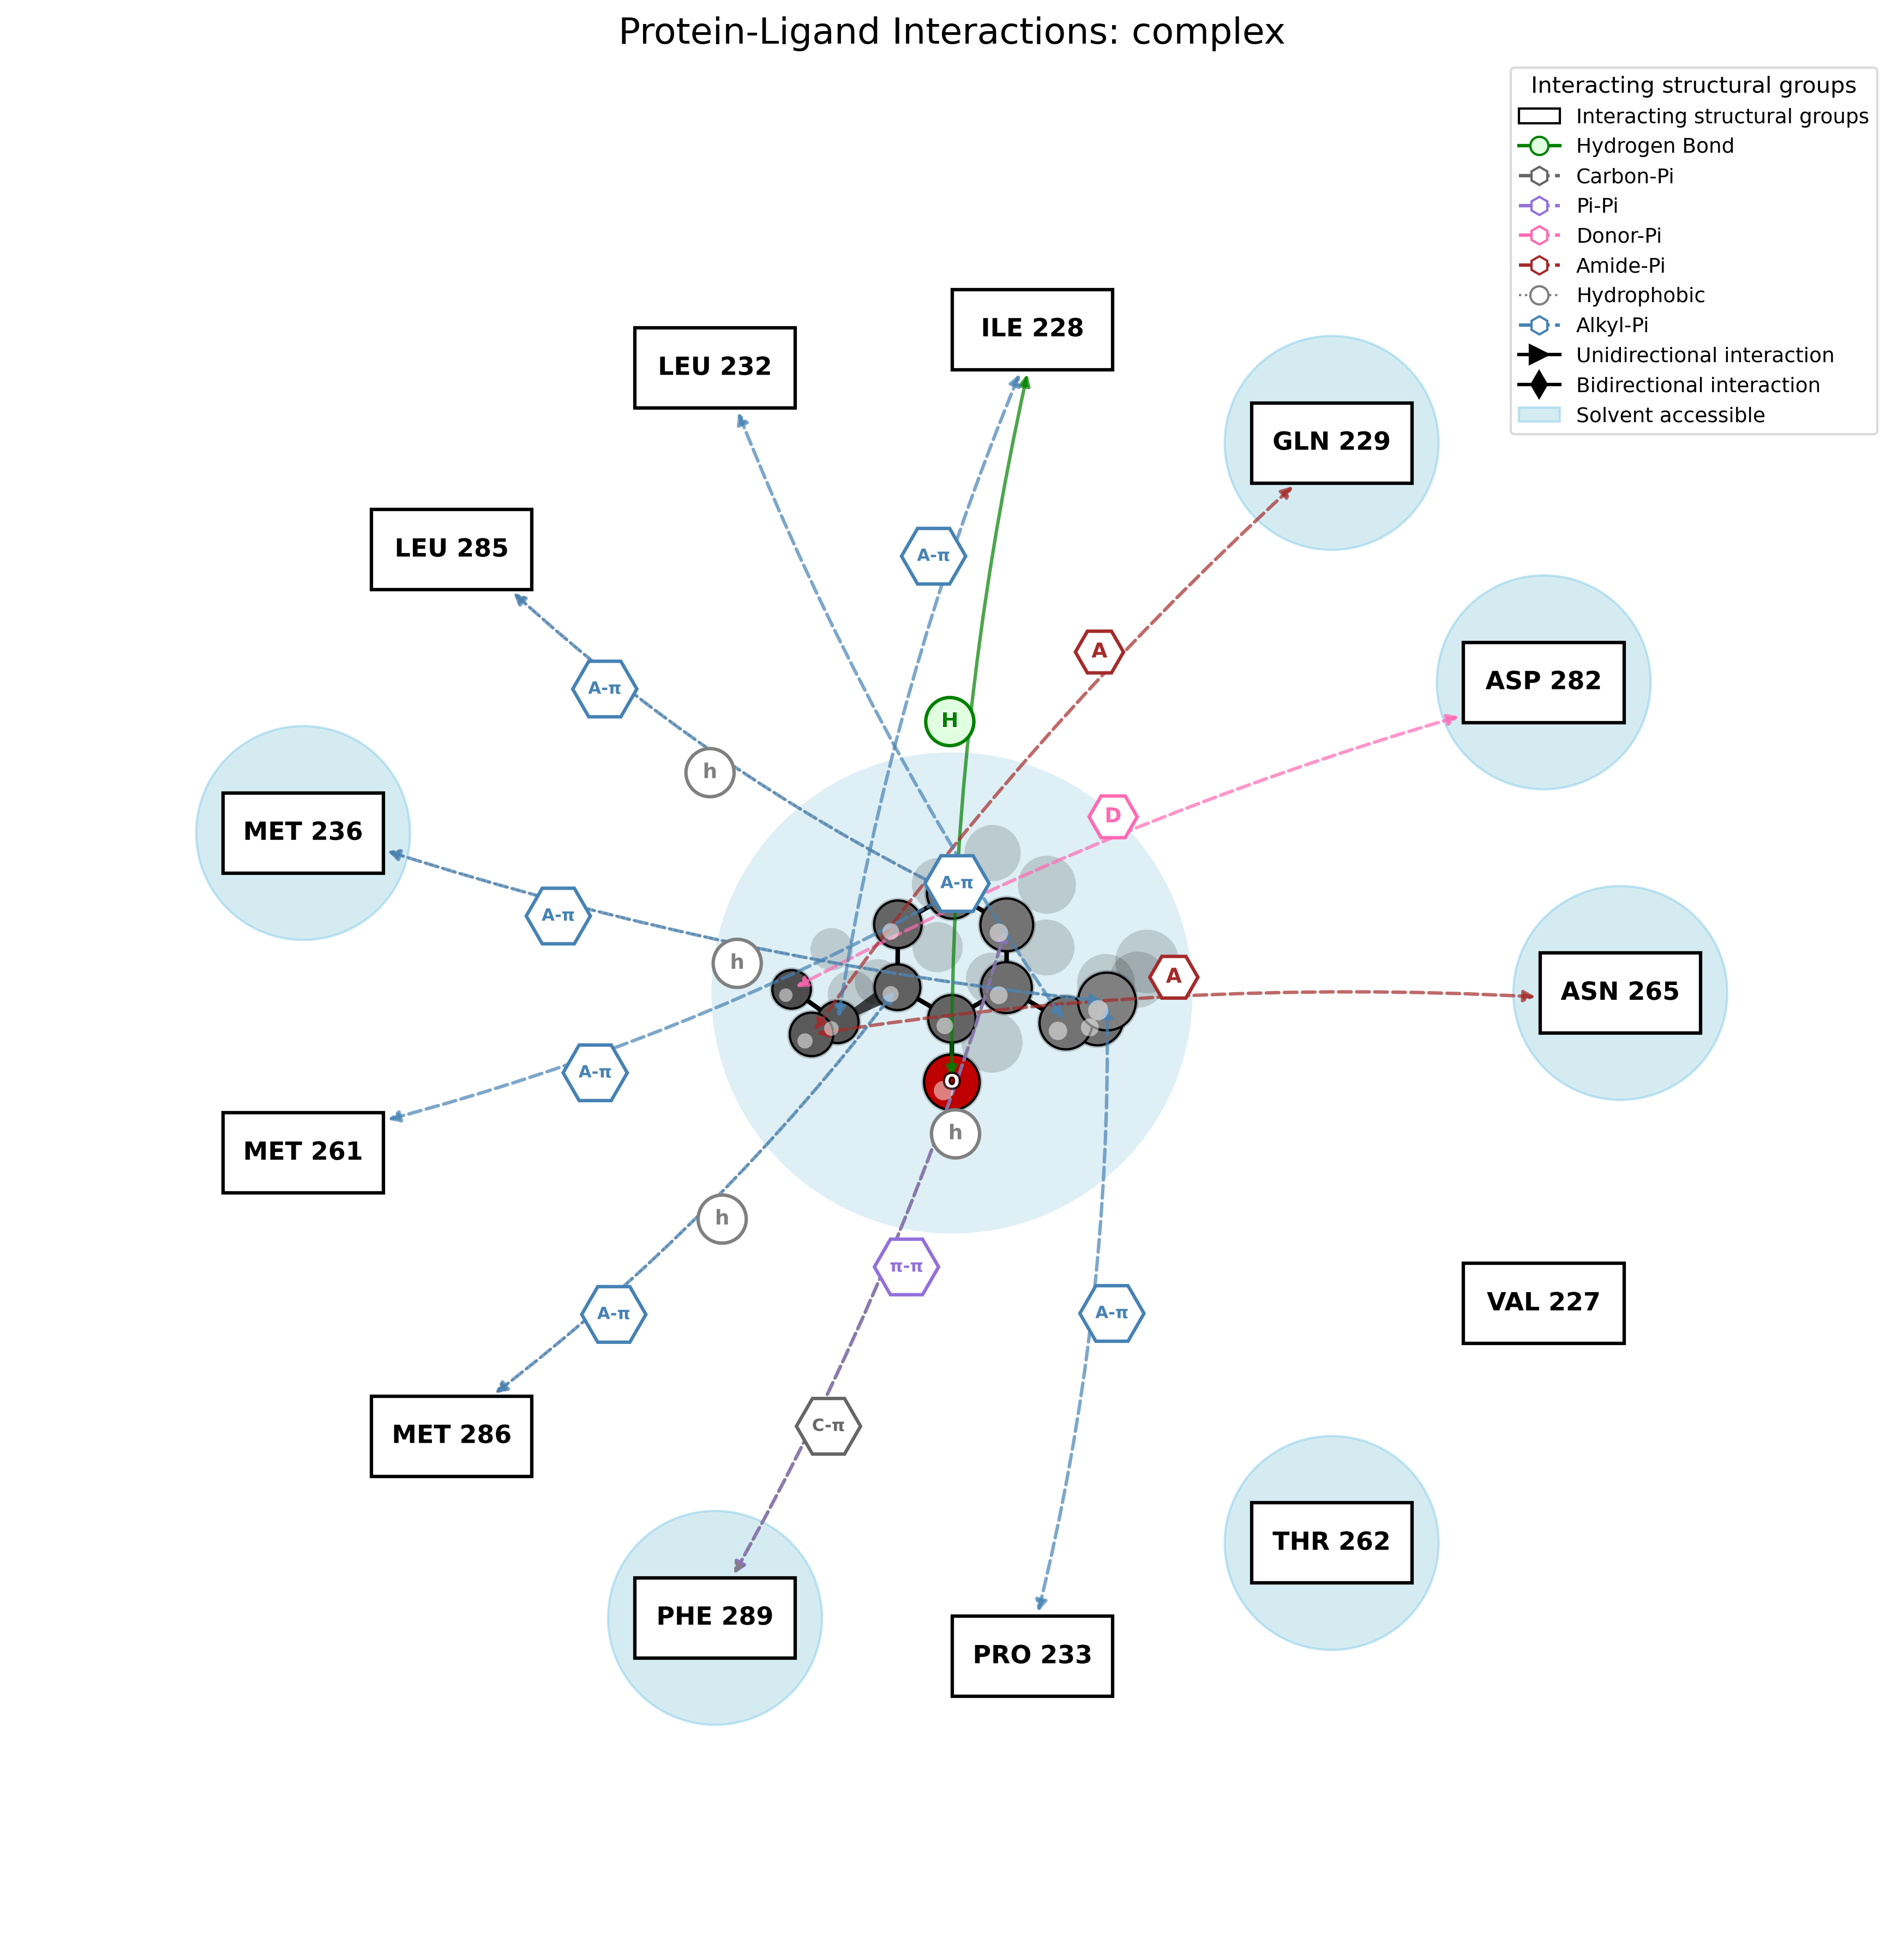 Protein-Ligand Interactions: complex
Interacting structural groups
Interacting structural groups
Hydrogen Bond
Carbon-Pi
Pi-Pi
Donor-Pi
Amide-Pi
Hydrophobic
Alkyl-Pi
Unidirectional interaction
Bidirectional interaction
Solvent accessible
ILE 228
LEU 232
GLN 229
LEU 285
A-π
A
ASP 282
A-π
H
h
D
MET 236
A-π
A-π
h
A
ASN 265
A-π
O
h
MET 261
h
π-π
VAL 227
A-π
A-π
C-π
MET 286
THR 262
PHE 289
PRO 233